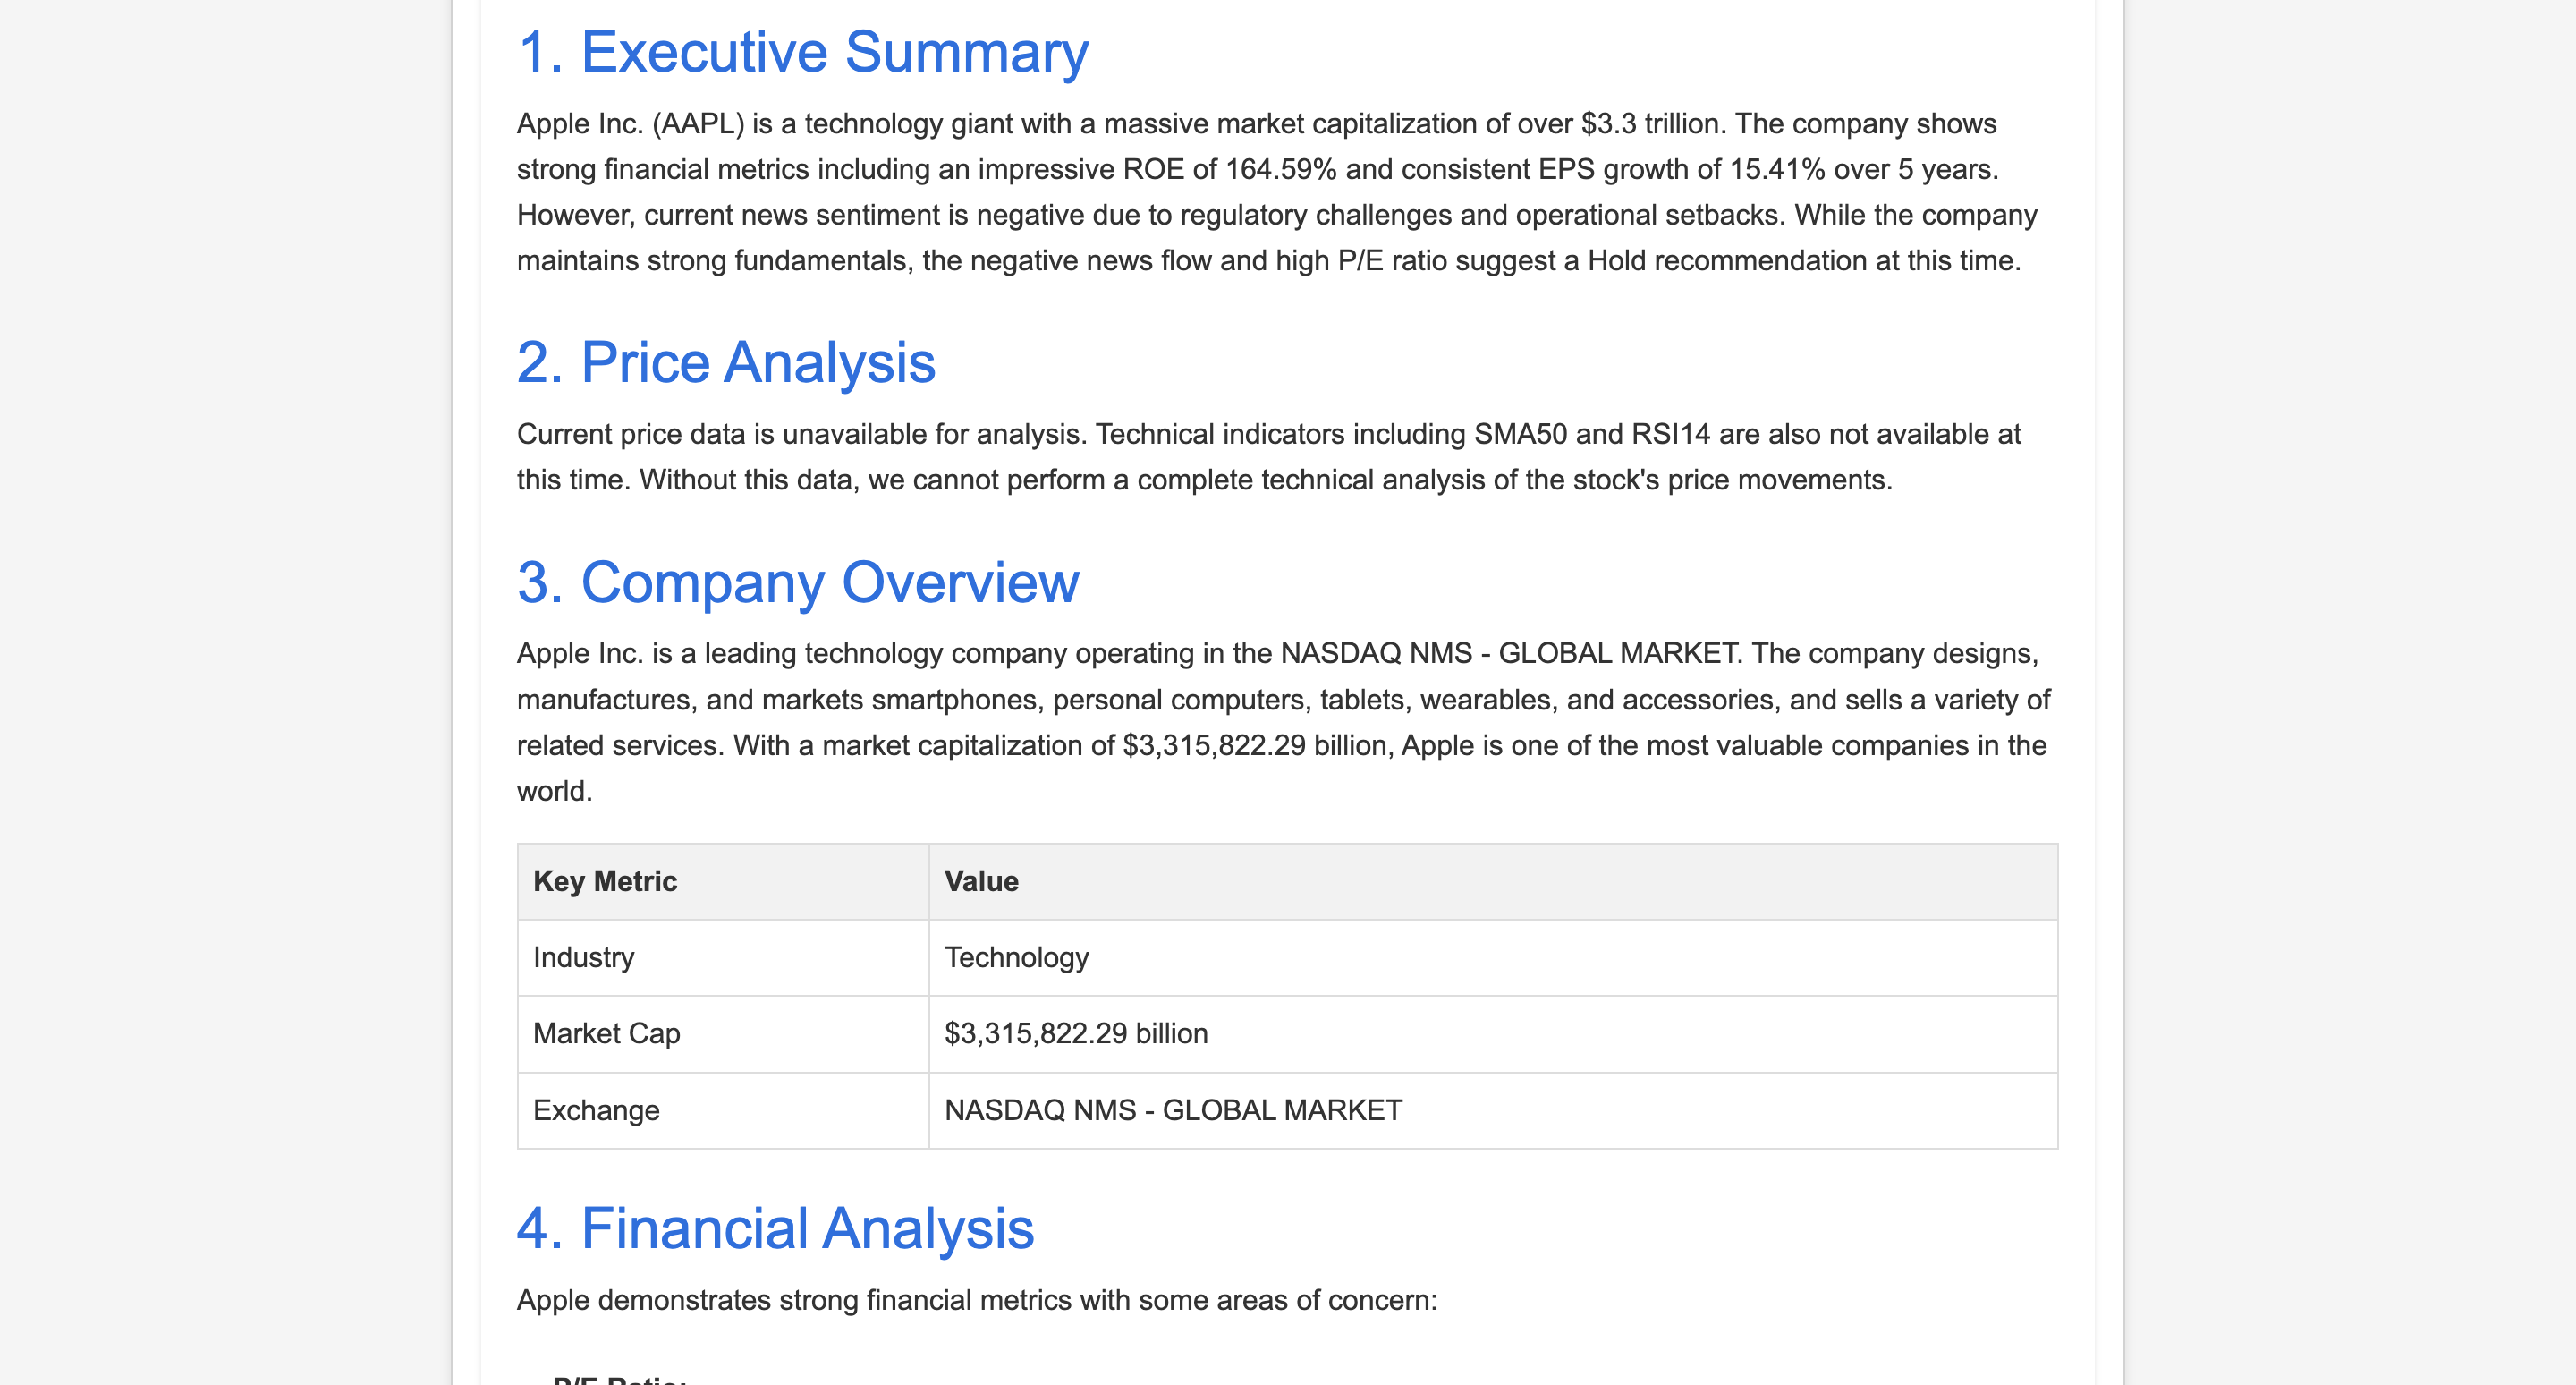 1. Executive Summary
Apple Inc. (AAPL) is a technology giant with a massive market capitalization of over $3.3 trillion. The company shows
strong financial metrics including an impressive ROE of 164.59% and consistent EPS growth of 15.41% over 5 years.
However, current news sentiment is negative due to regulatory challenges and operational setbacks. While the company
maintains strong fundamentals, the negative news flow and high P/E ratio suggest a Hold recommendation at this time.
2. Price Analysis
Current price data is unavailable for analysis. Technical indicators including SMA50 and RSI14 are also not available at
this time. Without this data, we cannot perform a complete technical analysis of the stock's price movements.
3. Company Overview
Apple Inc. is a leading technology company operating in the NASDAQ NMS - GLOBAL MARKET. The company designs,
manufactures, and markets smartphones, personal computers, tablets, wearables, and accessories, and sells a variety of
related services. With a market capitalization of $3,315,822.29 billion, Apple is one of the most valuable companies in the
world.
Key Metric Value
Industry Technology
Market Cap $3,315,822.29 billion
Exchange NASDAQ NMS - GLOBAL MARKET
4. Financial Analysis
Apple demonstrates strong financial metrics with some areas of concern:
P/E Ratio: